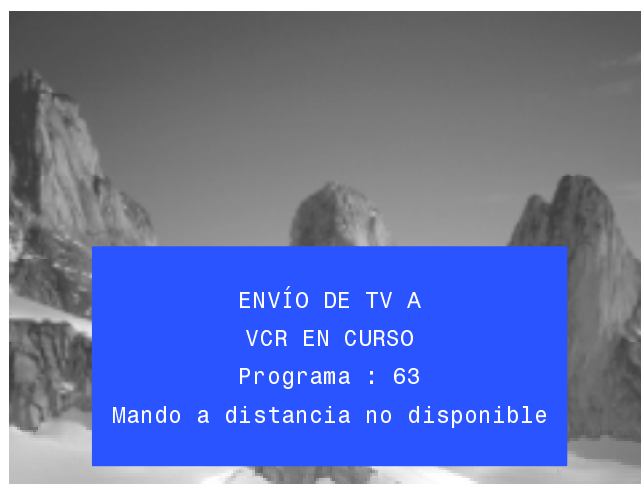 ENVÍO DE TV A
VCR EN CURSO
Programa : 63
Mando a distancia no disponible